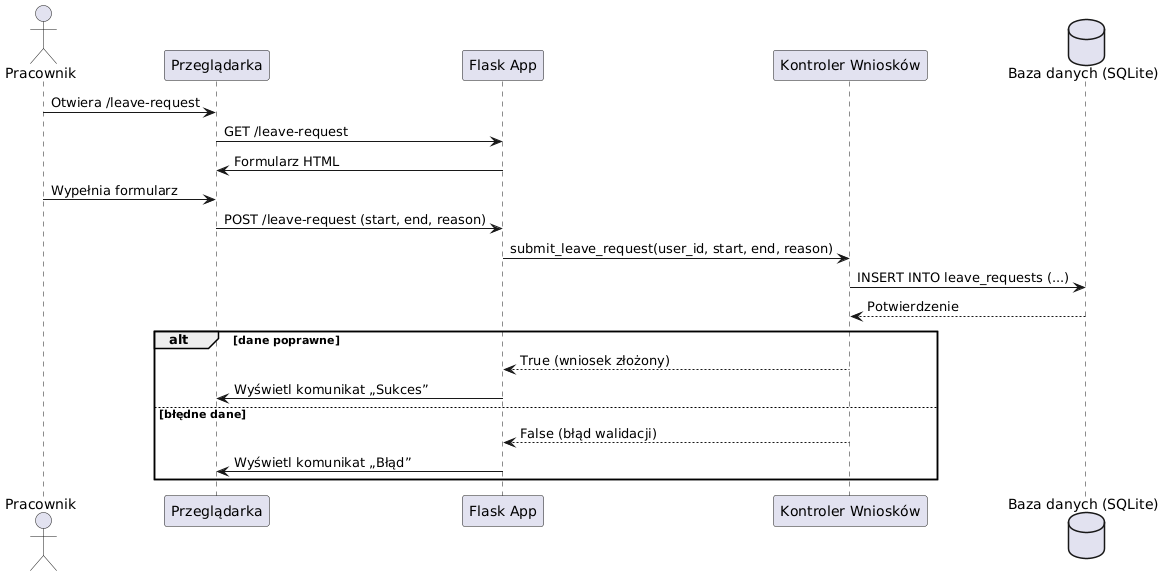 Pracownik
Przeglądarka
Flask App
Kontroler Wniosków
Baza danych (SQLite)
Otwiera /leave-request
GET /leave-request
Formularz HTML
Wypełnia formularz
POST /leave-request (start, end, reason)
submit_leave_request(user_id, start, end, reason)
INSERT INTO leave_requests (...)
Potwierdzenie
alt [dane poprawne]
True (wniosek złożony)
Wyświetl komunikat „Sukces”
[błędne dane]
False (błąd walidacji)
Wyświetl komunikat „Błąd”
Pracownik
Przeglądarka
Flask App
Kontroler Wniosków
Baza danych (SQLite)